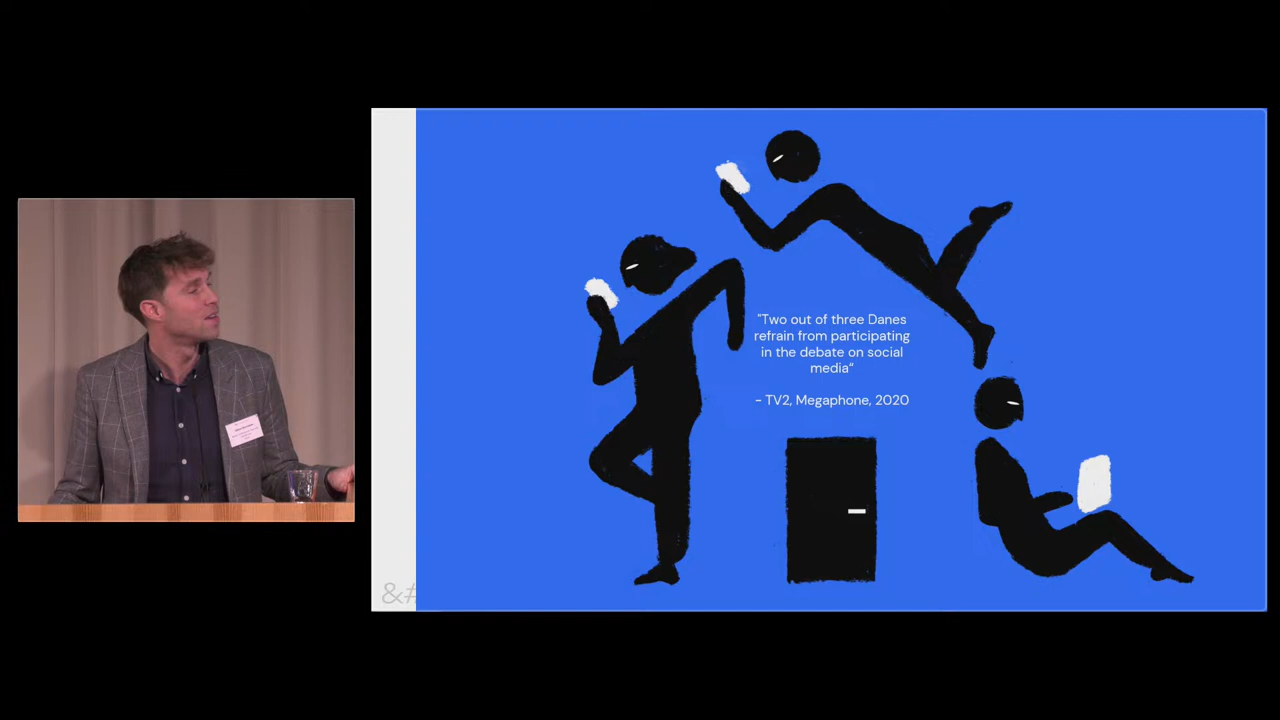 "Two out of three Danes
refrain from participating
in the debate on social
media"
- TV2, Megaphone, 2020
&#